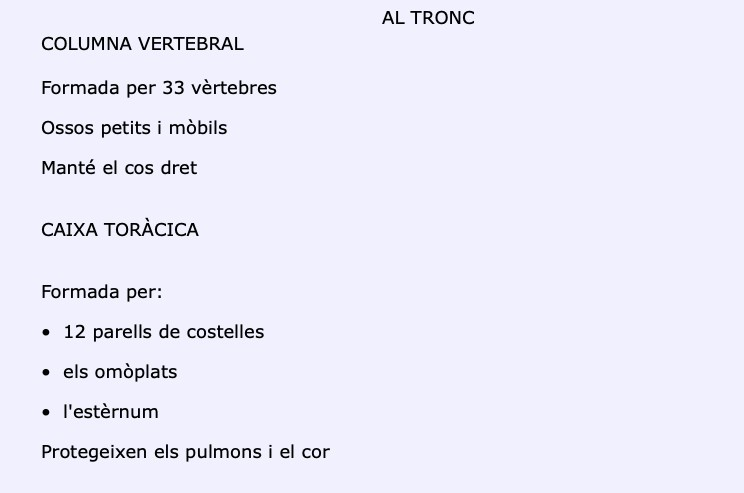 AL TRONC
COLUMNA VERTEBRAL
Formada per 33 vèrtebres
Ossos petits i mòbils
Manté el cos dret
CAIXA TORÀCICA
Formada per:
• 12 parells de costelles
• els omòplats
• l'estèrnum
Protegeixen els pulmons i el cor